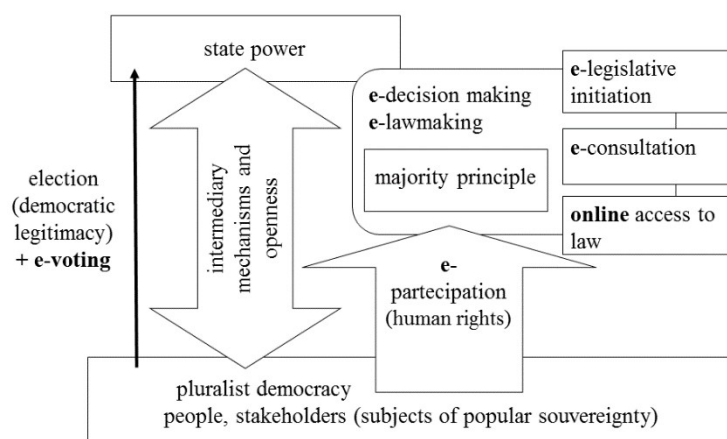 state power
e-decision making
e-lawmaking
majority principle
e-legislative
initiation
e-consultation
online access to
law
election
(democratic
legitimacy)
+ e-voting
intermediary
mechanisms and
openness
e-
partecipation
(human rights)
pluralist democracy
people, stakeholders (subjects of popular souvereignty)